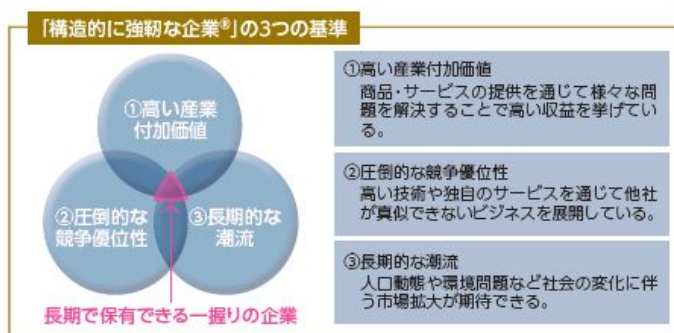 「構造的に強靭な企業®」の3つの基準
①高い産業
付加価値
②圧倒的な
競争優位性
③長期的な
潮流
長期で保有できる一握りの企業
①高い産業付加価値
商品・サービスの提供を通じて様々な問
題を解決することで高い収益を挙げてい
る。
②圧倒的な競争優位性
高い技術や独自のサービスを通じて他社
が真似できないビジネスを展開している。
③長期的な潮流
人口動態や環境問題など社会の変化に伴
う市場拡大が期待できる。